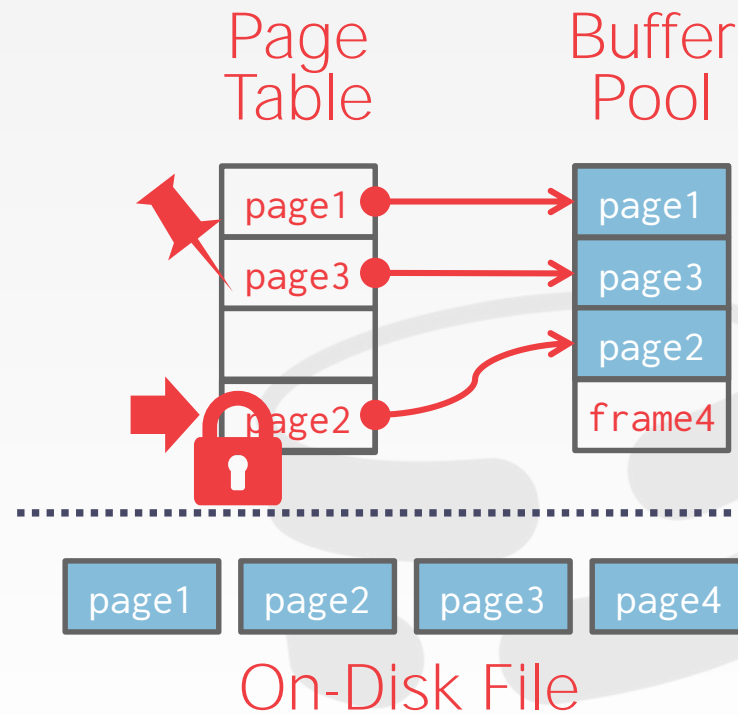 Page
Table
Buffer
Pool
page1
page3
page2
page1
page3
page2
frame4
page1
page2
page3
page4
On-Disk File